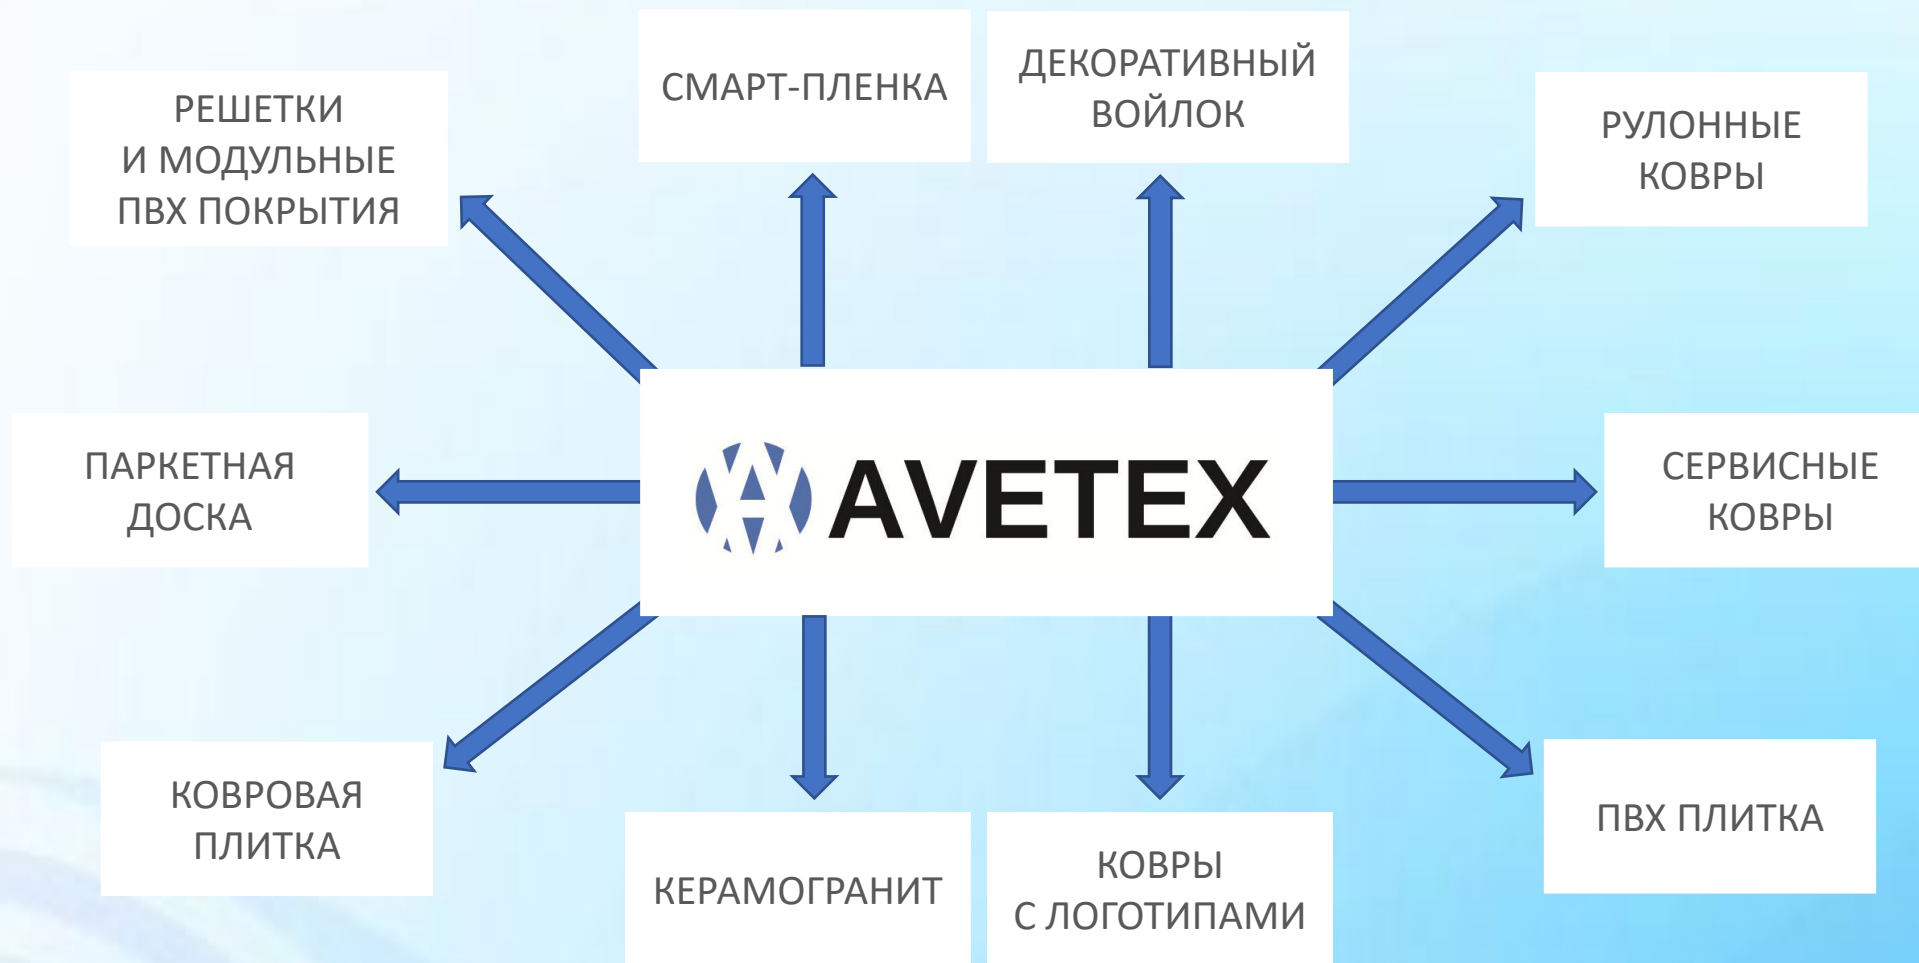 СМАРТ-ПЛЕНКА
ДЕКОРАТИВНЫЙ
ВОЙЛОК
РЕШЕТКИ
И МОДУЛЬНЫЕ
ПВХ ПОКРЫТИЯ
РУЛОННЫЕ
КОВРЫ
ПАРКЕТНАЯ
ДОСКА
AVETEX
СЕРВИСНЫЕ
КОВРЫ
КОВРОВАЯ
ПЛИТКА
КЕРАМОГРАНИТ
КОВРЫ
С ЛОГОТИПАМИ
ПВХ ПЛИТКА